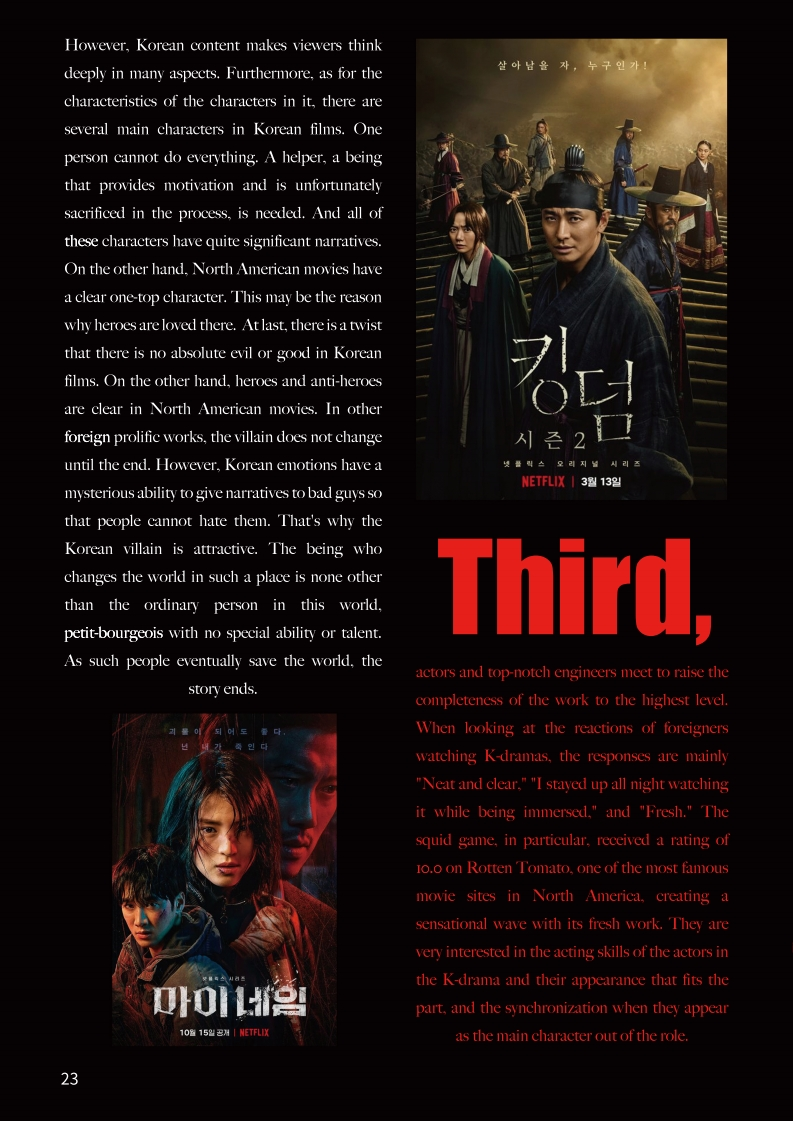 However, Korean content makes viewers think
deeply in many aspects. Furthermore, as for the
characteristics of the characters in it, there are
several main characters in Korean films. One
person cannot do everything. A helper, a being
that provides motivation and is unfortunately
sacrificed in the process, is needed. And all of
these characters have quite significant narratives.
On the other hand, North American movies have
a clear one-top character. This may be the reason
why heroes are loved there. At last, there is a twist
that there is no absolute evil or good in Korean
films. On the other hand, heroes and anti-heroes
are clear in North American movies. In other
foreign prolific works, the villain does not change
until the end. However, Korean emotions have a
mysterious ability to give narratives to bad guys so
that people cannot hate them. That's why the
Korean villain is attractive. The being who
changes the world in such a place is none other
than the ordinary person in this world,
petit-bourgeois with no special ability or talent.
As such people eventually save the world, the
story ends.
괴물이 되어도 좋다.
넌 내가 죽인다
넷플릭스 시리즈
마이 네임
10월 15일 공개 | NETFLIX
살아남을 자, 누구인가!
킹덤
시즌 2
넷플릭스 오리지널 시리즈
NETFLIX | 3월 13일
Third,
actors and top-notch engineers meet to raise the
completeness of the work to the highest level.
When looking at the reactions of foreigners
watching K-dramas, the responses are mainly
"Neat and clear," "I stayed up all night watching
it while being immersed," and "Fresh." The
squid game, in particular, received a rating of
10.0 on Rotten Tomato, one of the most famous
movie sites in North America, creating a
sensational wave with its fresh work. They are
very interested in the acting skills of the actors in
the K-drama and their appearance that fits the
part, and the synchronization when they appear
as the main character out of the role.
23